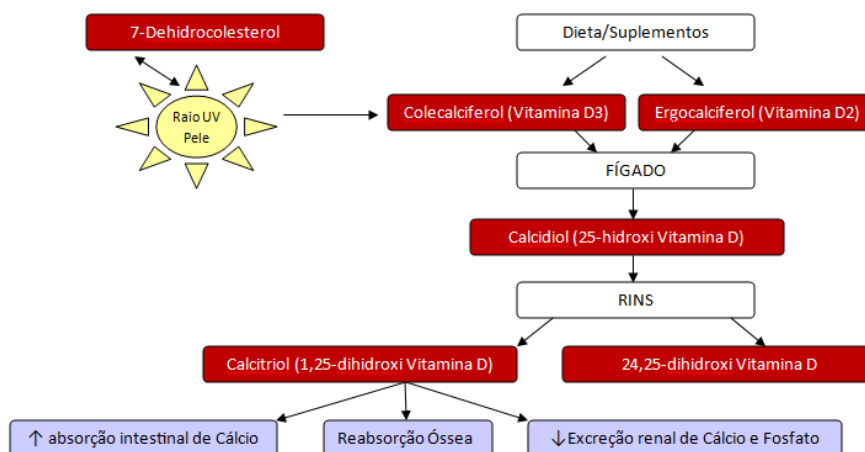 7-Dehidrocolesterol
Dieta/Suplementos
Raio UV
Pele
Colecalciferol (Vitamina D3)
Ergocalciferol (Vitamina D2)
FÍGADO
Calcidiol (25-hidroxi Vitamina D)
RINS
Calcitriol (1,25-dihidroxi Vitamina D)
24,25-dihidroxi Vitamina D
↑ absorção intestinal de Cálcio
Reabsorção Óssea
↓Excreção renal de Cálcio e Fosfato